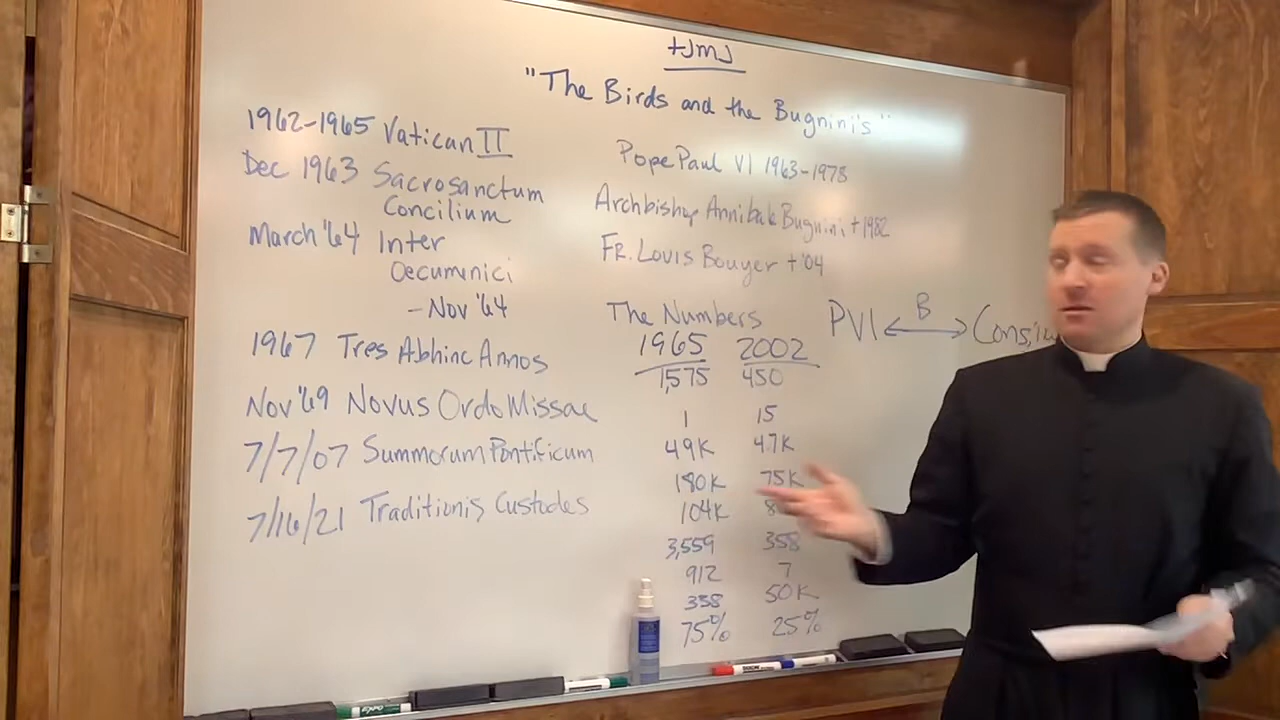 +JMJ
"The Birds and the Bugnini's"
1962-1965 Vatican II
Dec 1963 Sacrosanctum
Concilium
March '64 Inter
Oecumenici
- Nov '64
1967 Tres Abhinc Annos
Nov '69 Novus Ordo Missae
7/7/07 Summorum Pontificum
7/16/21 Traditionis Custodes
Pope Paul VI 1963-1978
Archbishop Annibale Bugnini +1982
Fr. Louis Bouyer +'04
The Numbers
1965 2002
1,575 450
1 15
49K 4.7K
180K 75K
104K
3,559 358
912 7
338 50K
75% 25%
B
PVI ↔
EXPO